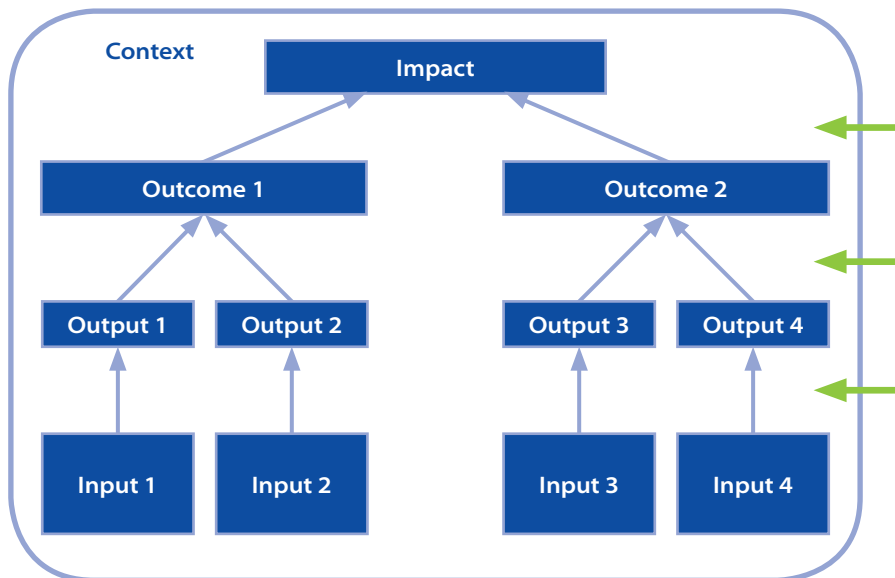 Context
Impact
Outcome 1
Outcome 2
Output 1
Output 2
Output 3
Output 4
Input 1
Input 2
Input 3
Input 4